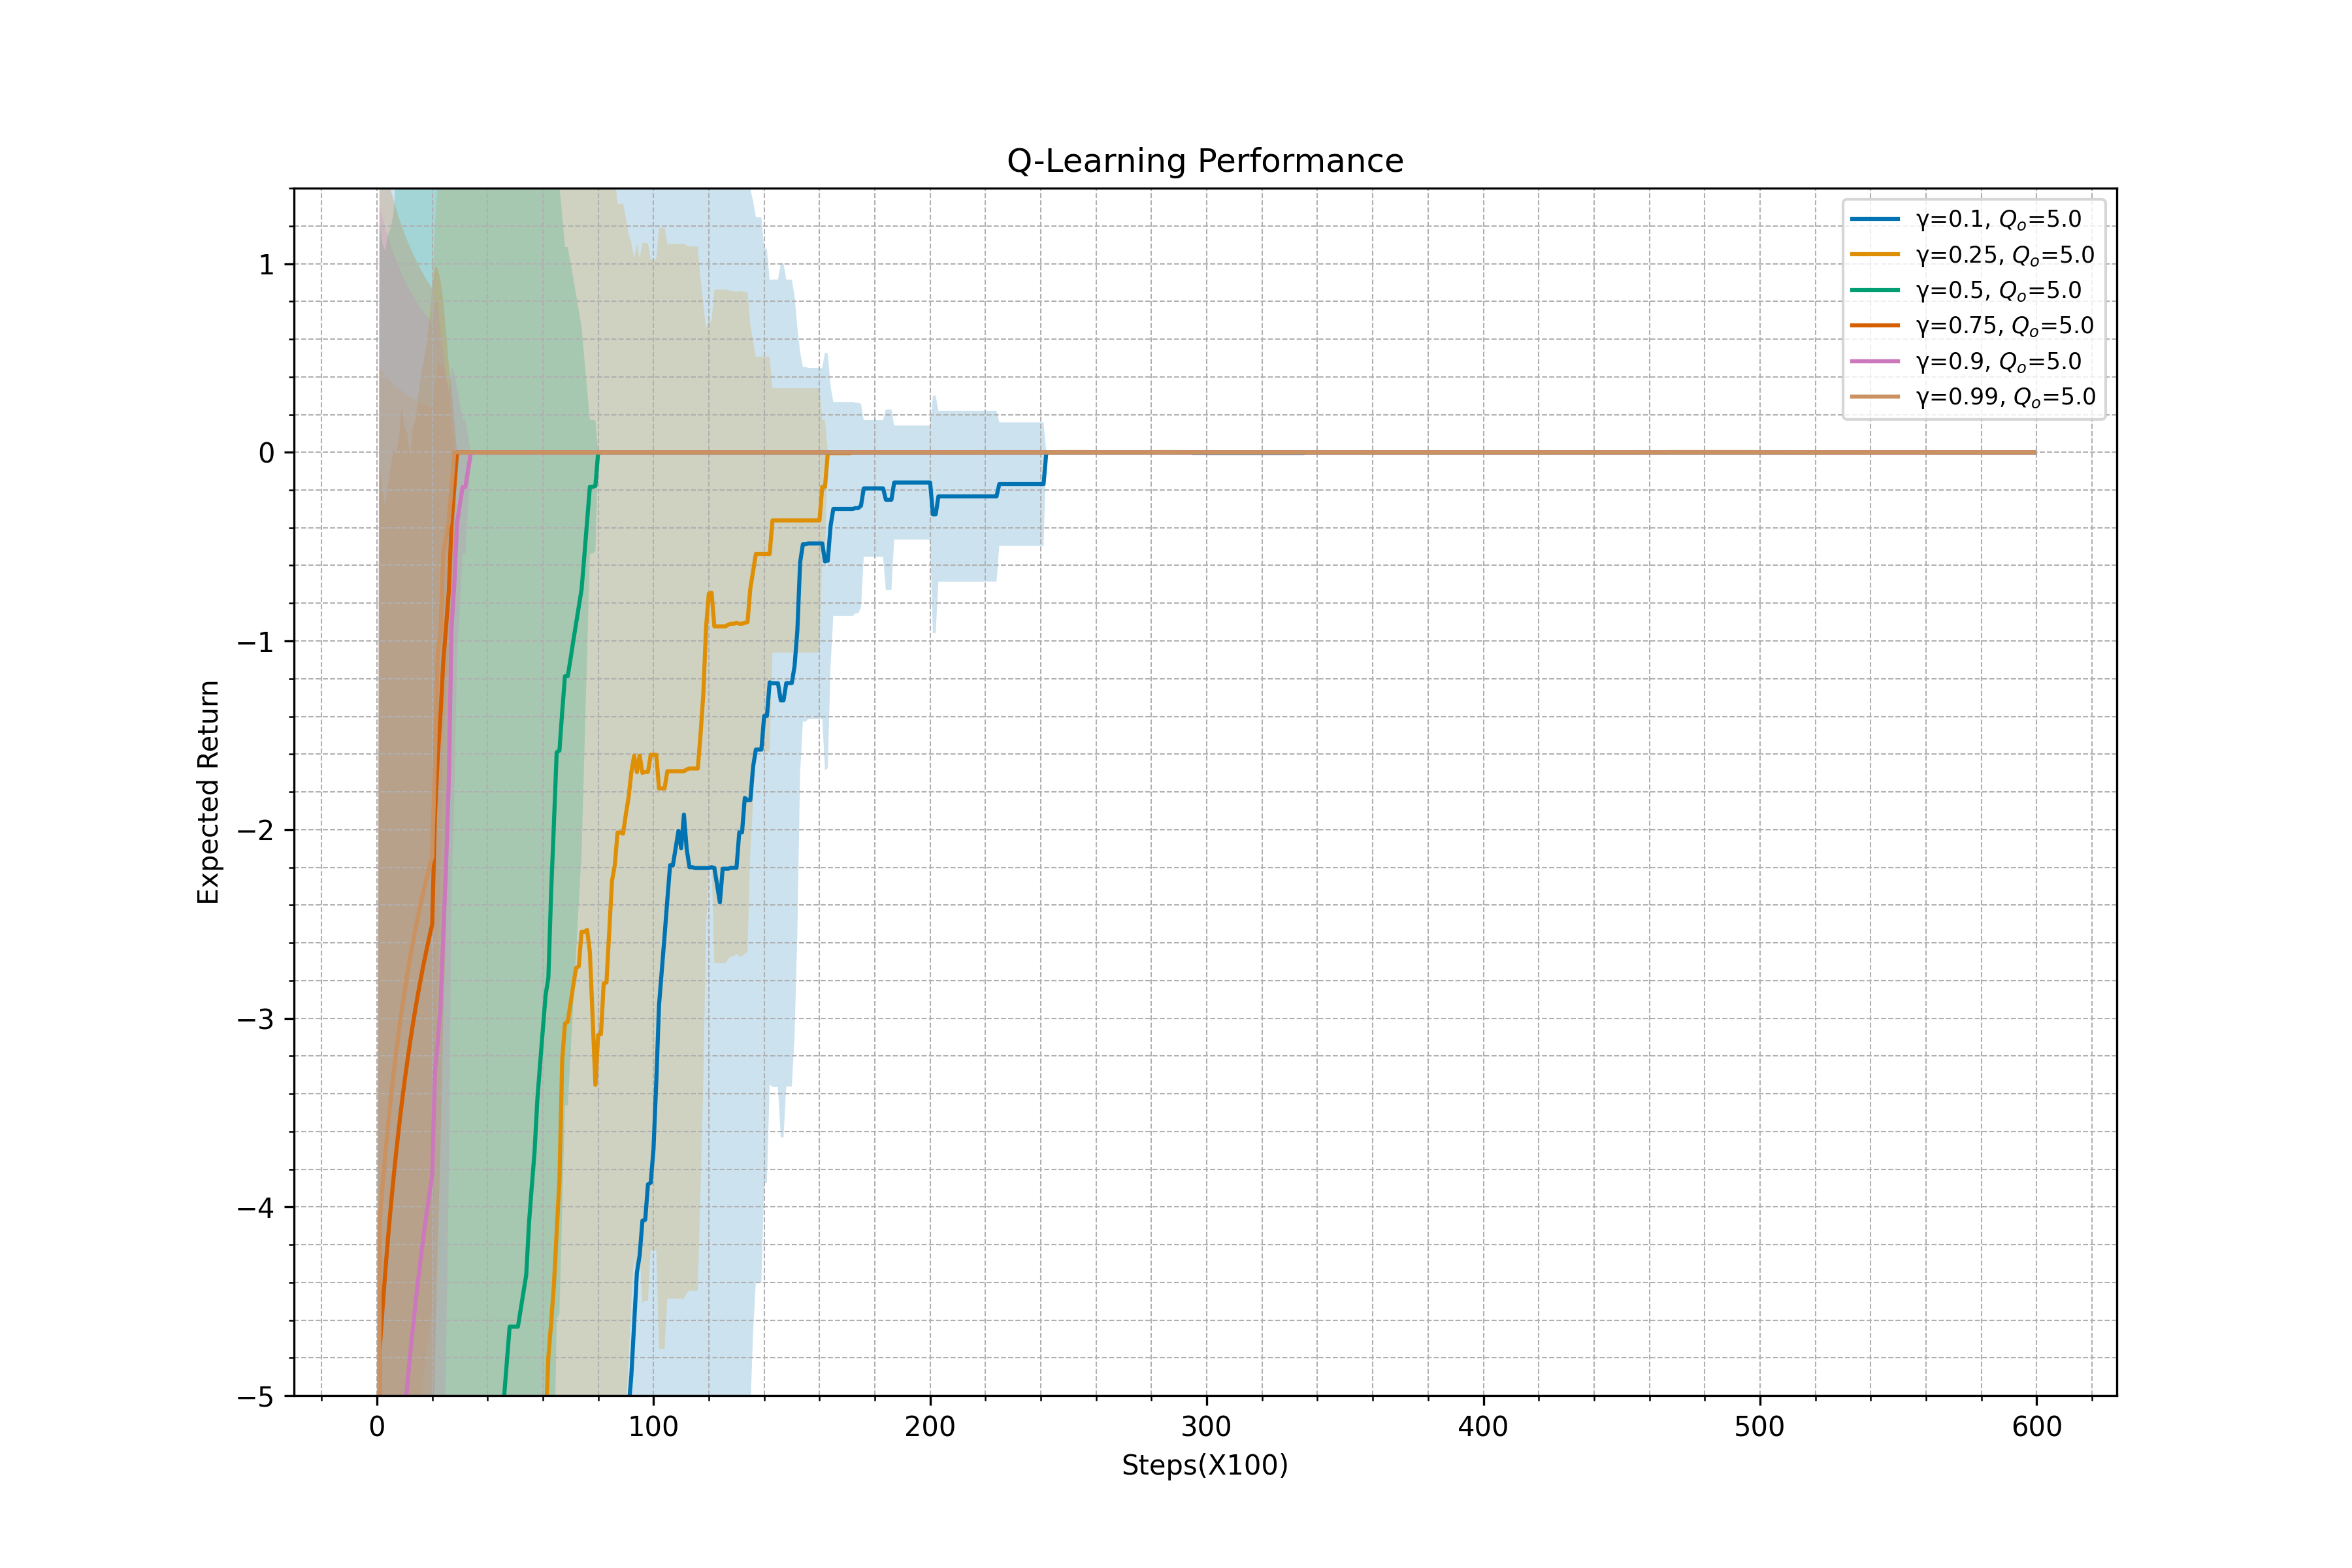 Q-Learning Performance
γ=0.1, Qₒ=5.0
γ=0.25, Qₒ=5.0
γ=0.5, Qₒ=5.0
γ=0.75, Qₒ=5.0
γ=0.9, Qₒ=5.0
γ=0.99, Qₒ=5.0
Expected Return
1
0
−1
−2
−3
−4
−5
0 100 200 300 400 500 600
Steps(X100)